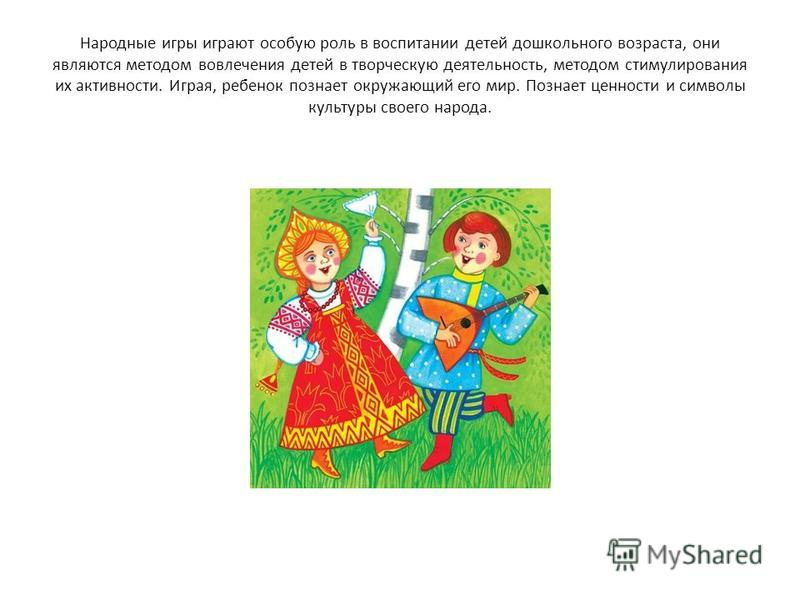 Народные игры играют особую роль в воспитании детей дошкольного возраста, они
являются методом вовлечения детей в творческую деятельность, методом стимулирования
их активности. Играя, ребенок познает окружающий его мир. Познает ценности и символы
культуры своего народа.
MyShared